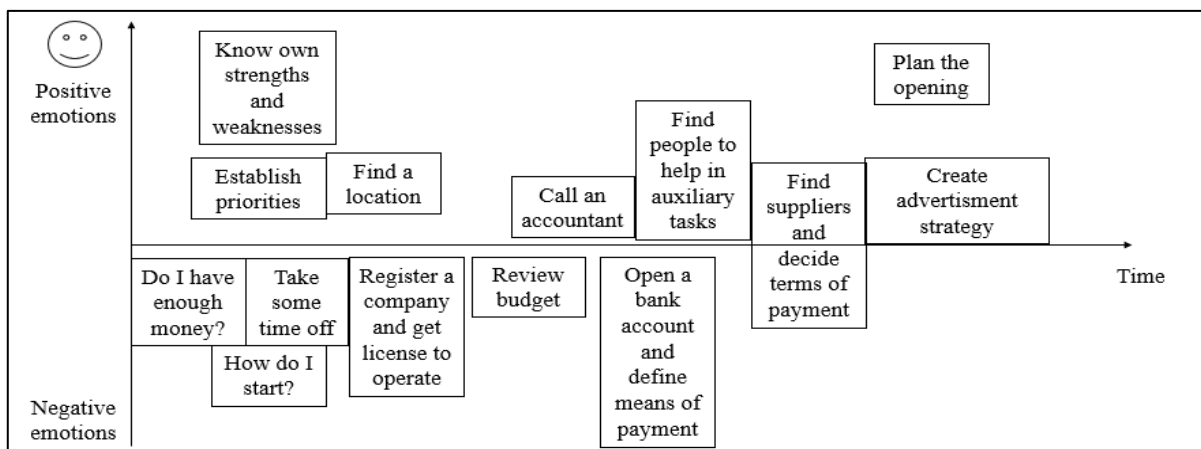 Positive
emotions
Know own
strengths
and
weaknesses
Establish
priorities
Find a
location
Call an
accountant
Find
people to
help in
auxiliary
tasks
Find
suppliers
and
decide
terms of
payment
Plan the
opening
Create
advertisment
strategy
Time
Do I have
enough
money?
Take
some
time off
How do I
start?
Register a
company
and get
license to
operate
Review
budget
Open a
bank
account
and
define
means of
payment
Negative
emotions